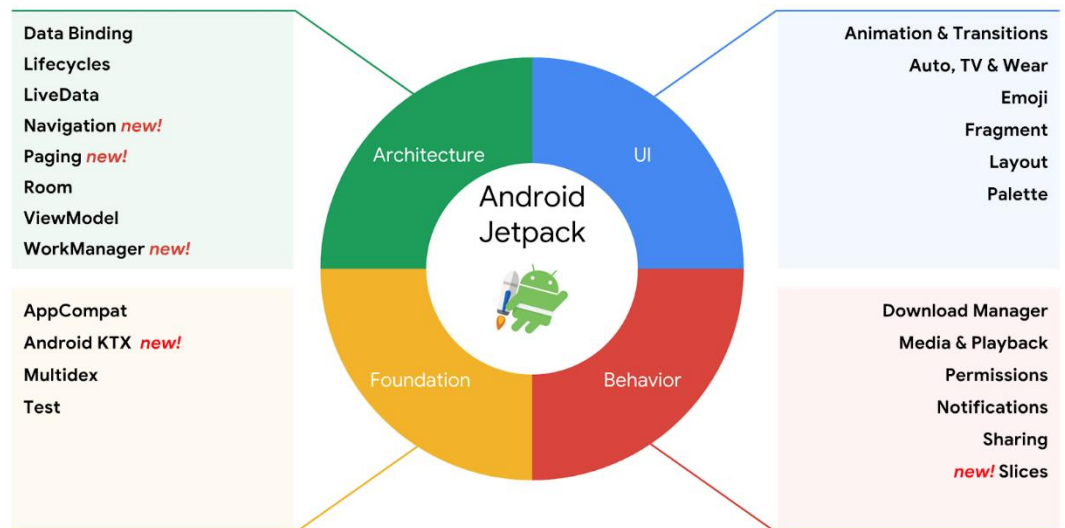 Data Binding
Lifecycles
LiveData
Navigation new!
Paging new!
Room
ViewModel
WorkManager new!
Animation & Transitions
Auto, TV & Wear
Emoji
Fragment
Layout
Palette
Architecture
UI
Android
Jetpack
Foundation
Behavior
AppCompat
Android KTX new!
Multidex
Test
Download Manager
Media & Playback
Permissions
Notifications
Sharing
new! Slices